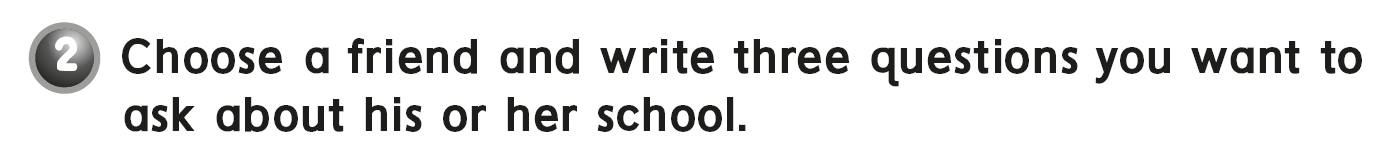 2 Choose a friend and write three questions you want to
ask about his or her school.